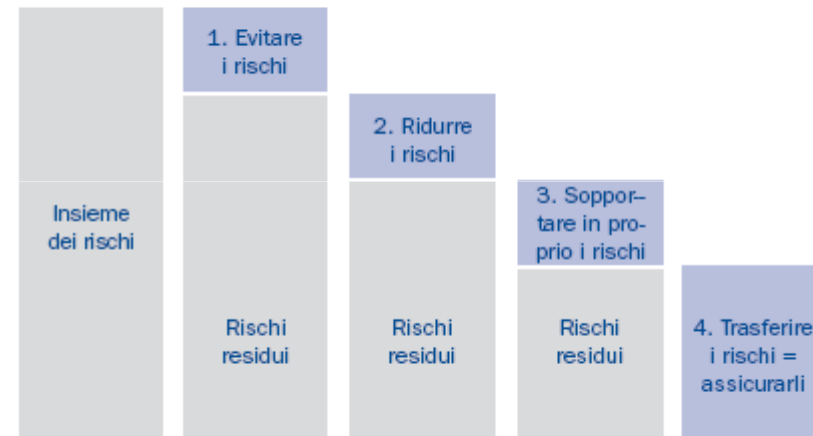 1. Evitare
i rischi
2. Ridurre
i rischi
3. Soppor–
tare in pro-
prio i rischi
Insieme
dei rischi
Rischi
residui
Rischi
residui
Rischi
residui
4. Trasferire
i rischi =
assicurarli